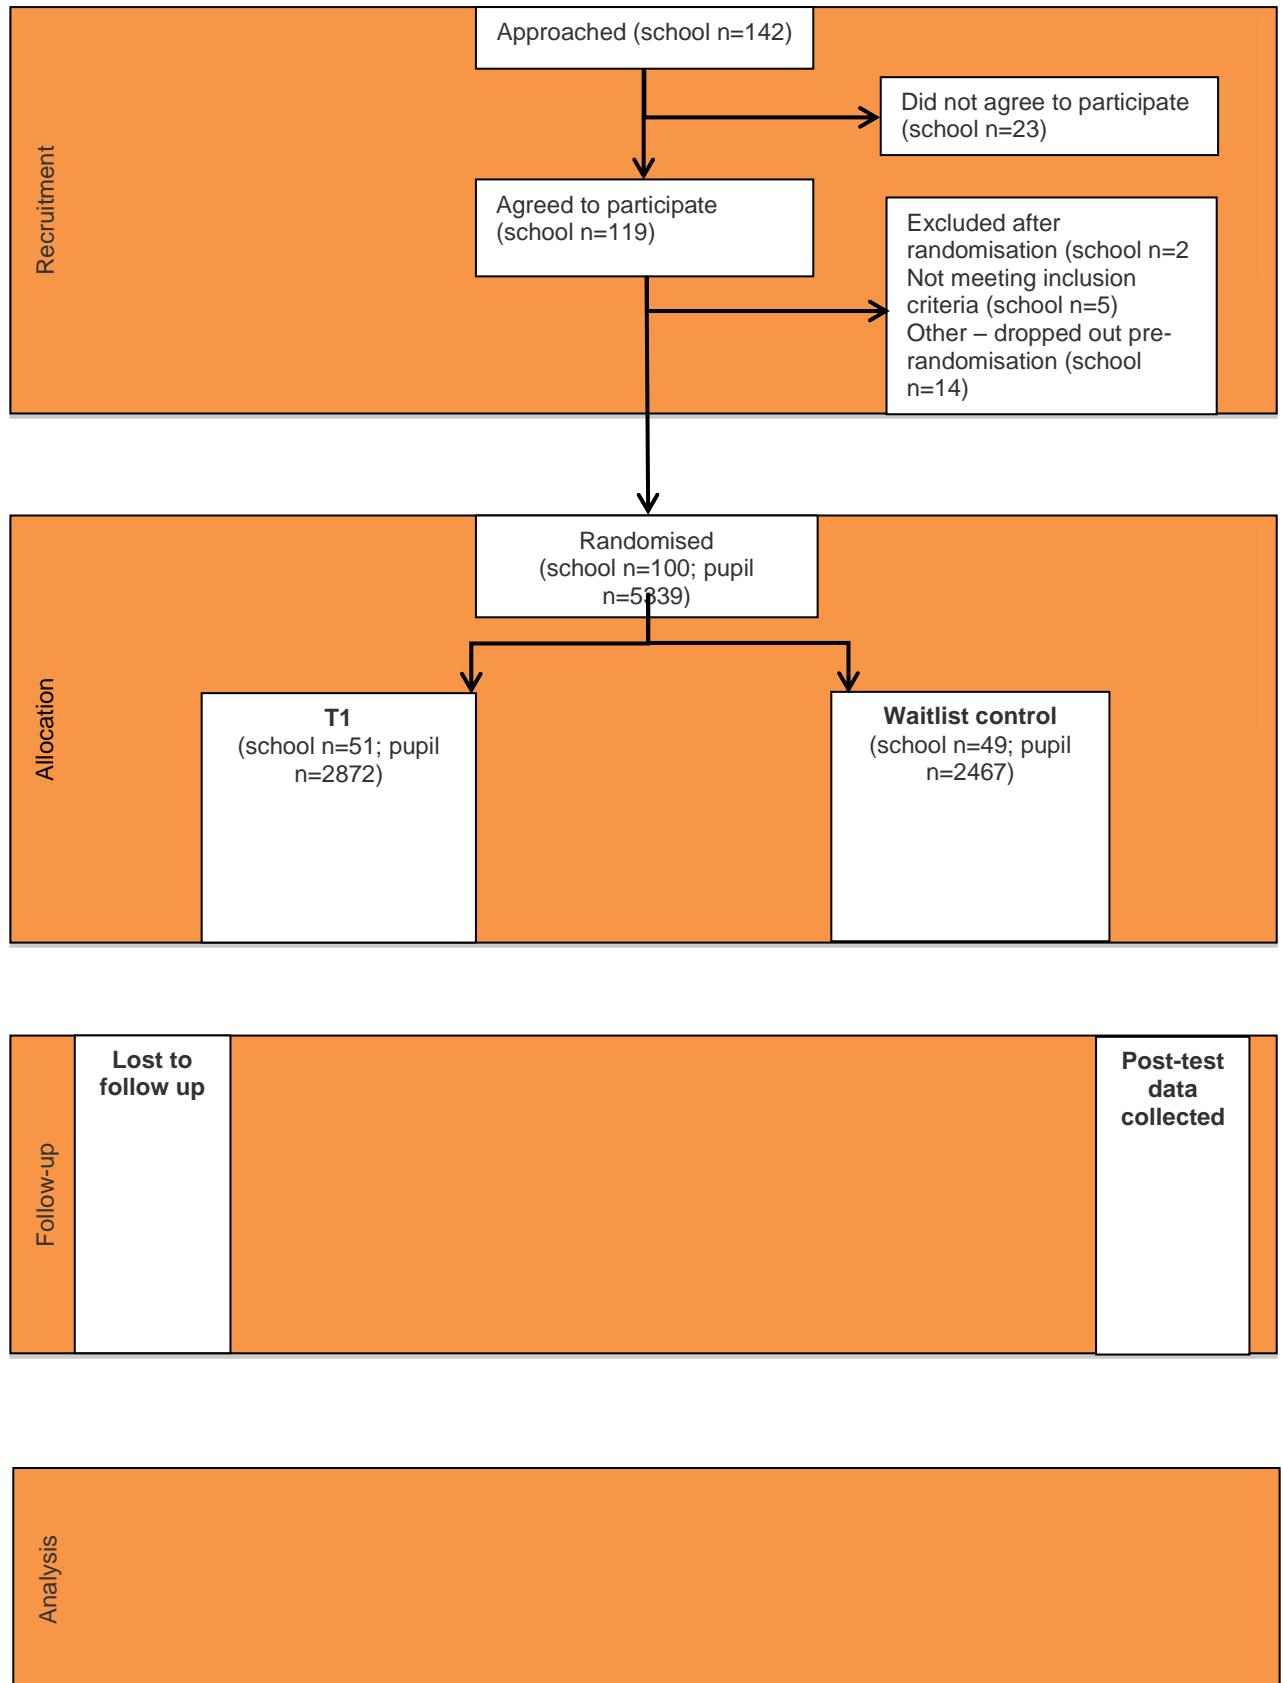 Approached (school n=142)
Did not agree to participate
(school n=23)
Recruitment
Agreed to participate
(school n=119)
Excluded after
randomisation (school n=2
Not meeting inclusion
criteria (school n=5)
Other – dropped out pre-
randomisation (school
n=14)
Randomised
(school n=100; pupil
n=5339)
Allocation
T1
(school n=51; pupil
n=2872)
Waitlist control
(school n=49; pupil
n=2467)
Follow-up
Lost to
follow up
Post-test
data
collected
Analysis